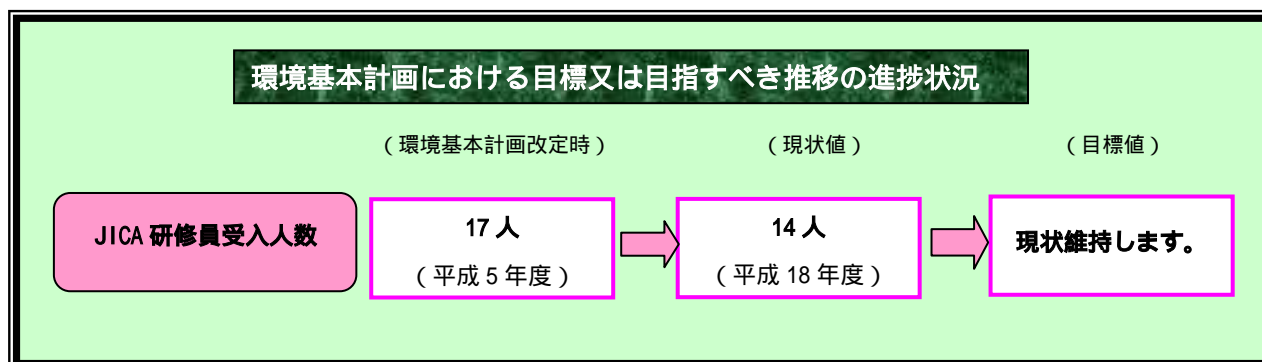 環境基本計画における目標又は目指すべき推移の進捗状況
(環境基本計画改定時) (現状値) (目標値)
JICA 研修員受入人数
17 人
(平成 5 年度)
14 人
(平成 18 年度)
現状維持します。